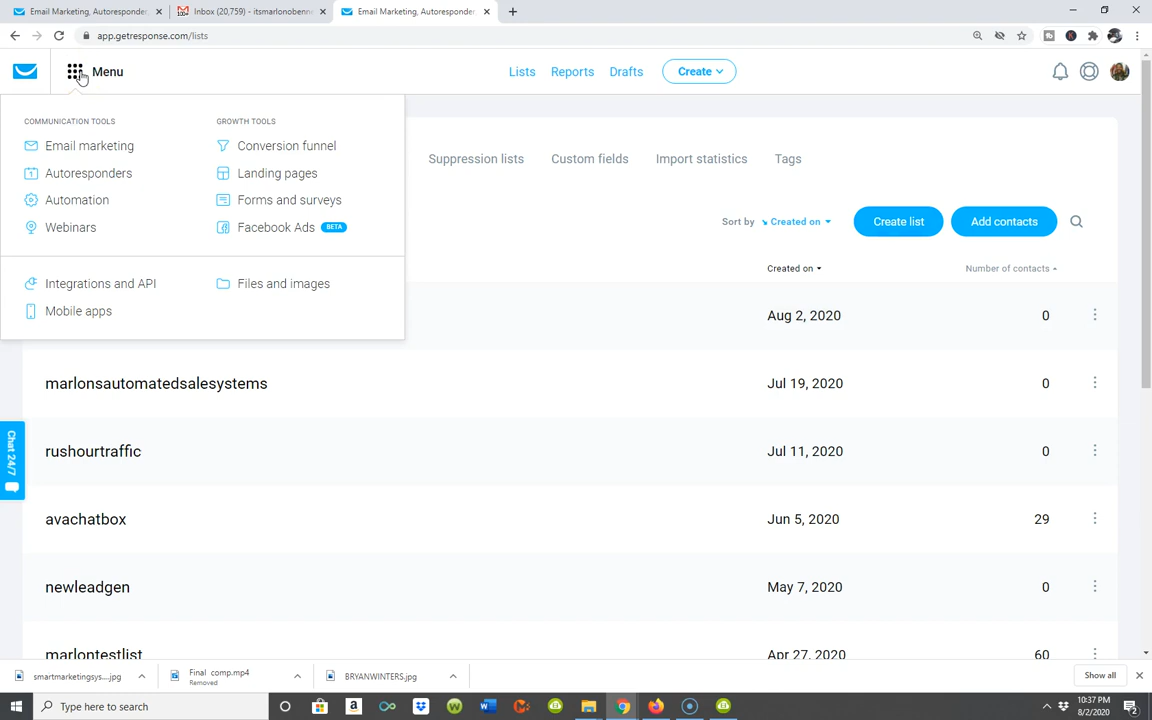 Email Marketing, Autoresponder
Inbox (20,759) - itsmarlonobenn
Email Marketing, Autoresponder
app.getresponse.com/lists
Menu
Lists
Reports
Drafts
Create
COMMUNICATION TOOLS
GROWTH TOOLS
Email marketing
Conversion funnel
Autoresponders
Landing pages
Automation
Forms and surveys
Webinars
Facebook Ads BETA
Integrations and API
Files and images
Mobile apps
Suppression lists
Custom fields
Import statistics
Tags
Sort by
Created on
Create list
Add contacts
Created on
Number of contacts
Aug 2, 2020
0
marlonsautomatedsalesystems
Jul 19, 2020
0
rushourtraffic
Jul 11, 2020
0
avachatbox
Jun 5, 2020
29
newleadgen
May 7, 2020
0
marlontestlist
Apr 27, 2020
60
Chat 24/7
smartmarketingsys....jpg
Final comp.mp4
Removed
BRYANWINTERS.jpg
Show all
Type here to search
10:37 PM
8/2/2020